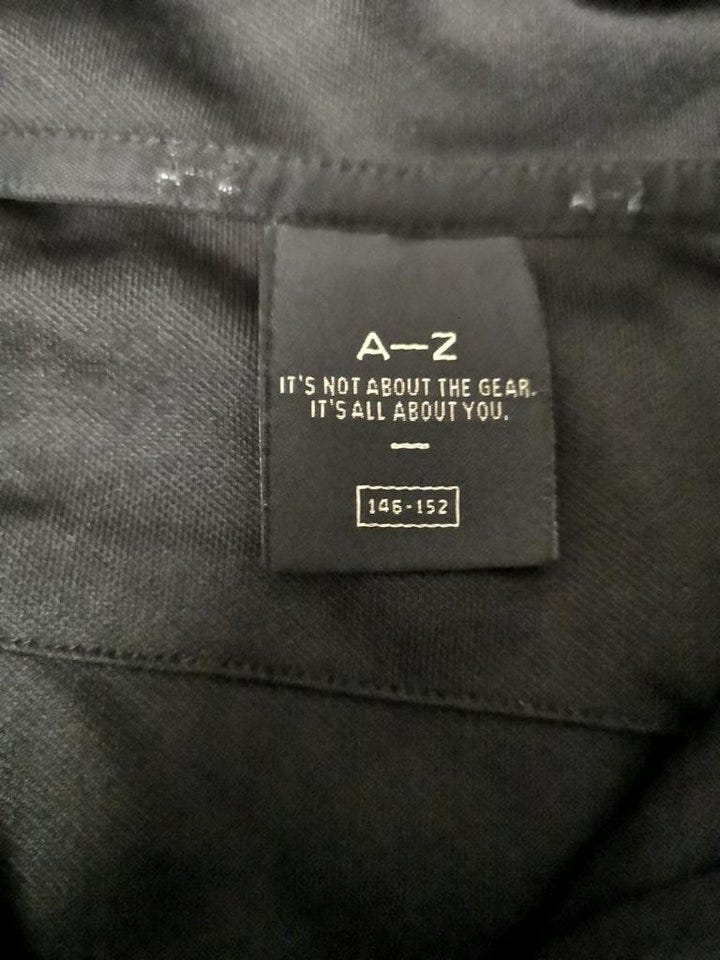 A-Z A-Z
A—Z
IT'S NOT ABOUT THE GEAR.
IT'S ALL ABOUT YOU.
146-152